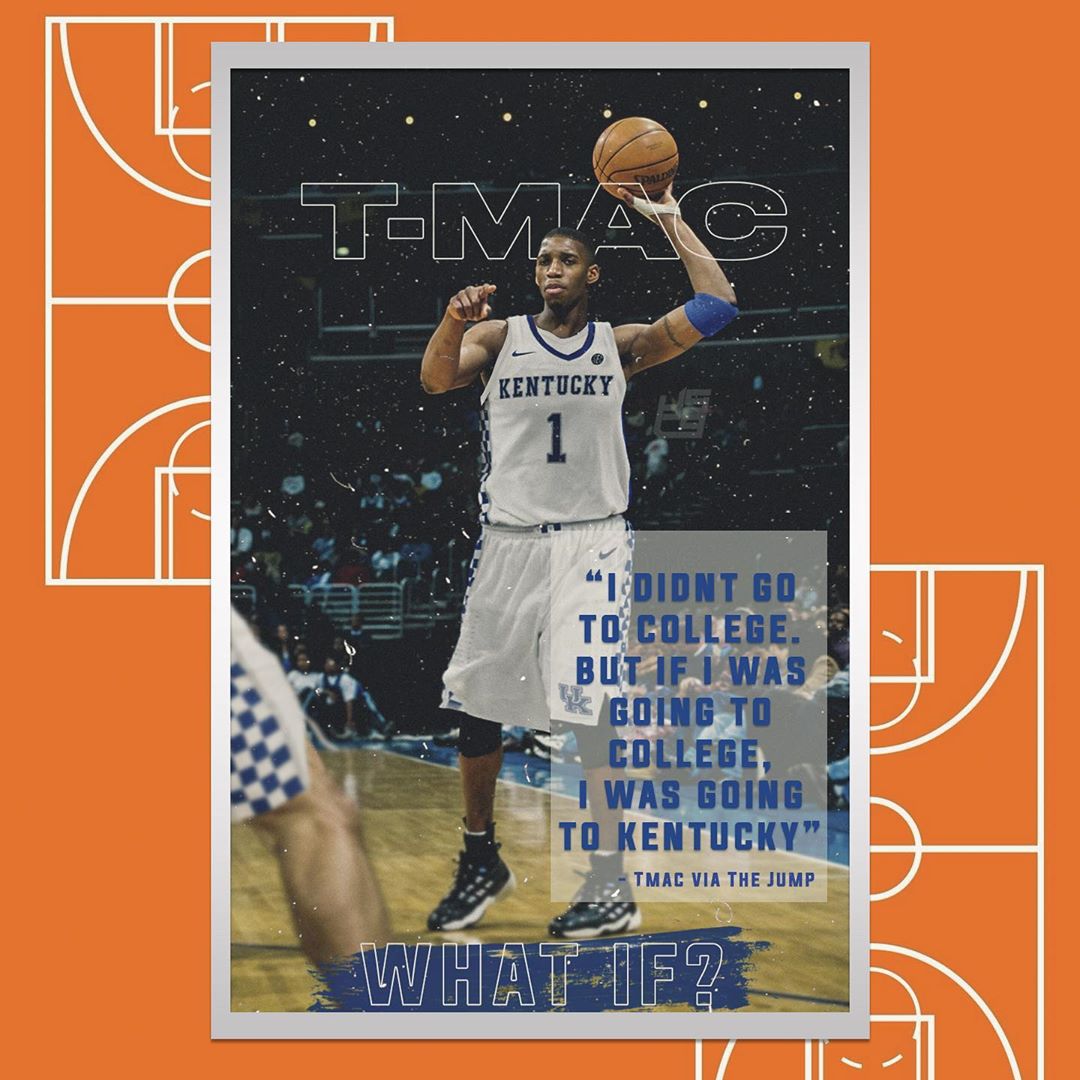 SPALDING
T-MAC
KENTUCKY
1
UK
“I DIDNT GO
TO COLLEGE.
BUT IF I WAS
GOING TO
COLLEGE,
I WAS GOING
TO KENTUCKY”
- TMAC VIA THE JUMP
WHAT IF?